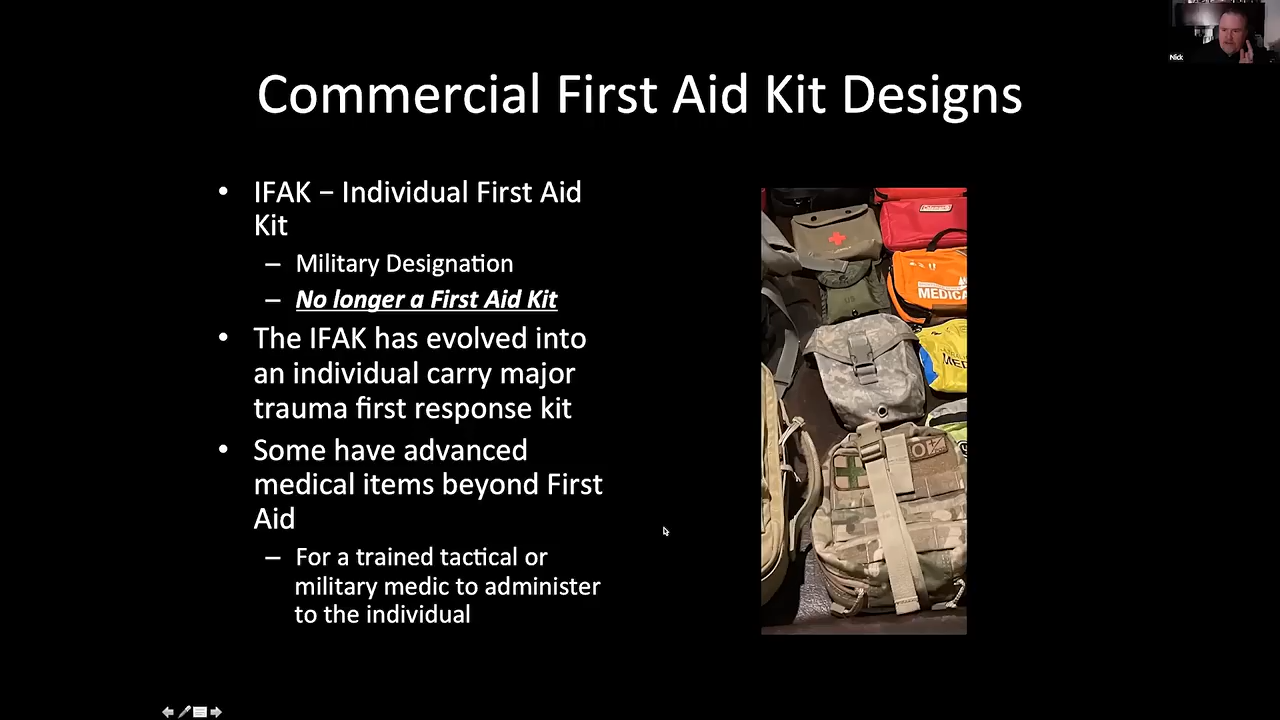 Nick
Commercial First Aid Kit Designs
• IFAK – Individual First Aid
Kit
– Military Designation
– No longer a First Aid Kit
• The IFAK has evolved into
an individual carry major
trauma first response kit
• Some have advanced
medical items beyond First
Aid
– For a trained tactical or
military medic to administer
to the individual
Coleman
US
MEDICA
MED
O+